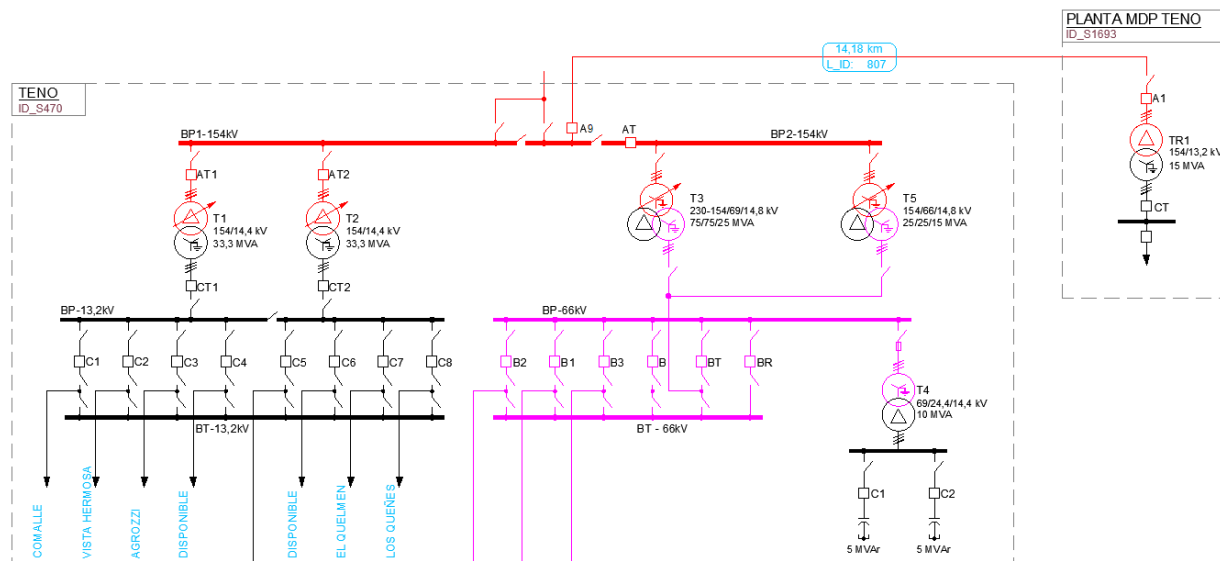 PLANTA MDP TENO
ID_S1693
14,18 km
L_ID: 807
TENO
ID_S470
A1
BP1-154kV
A9
AT
BP2-154kV
TR1
154/13,2 kV
15 MVA
AT1
AT2
T1
154/14,4 kV
33,3 MVA
T2
154/14,4 kV
33,3 MVA
T3
230-154/69/14,8 kV
75/75/25 MVA
T5
154/66/14,8 kV
25/25/15 MVA
CT
CT1
CT2
BP-13,2kV
BP-66kV
C1
C2
C3
C4
C5
C6
C7
C8
B2
B1
B3
B
BT
BR
T4
69/24,4/14,4 kV
10 MVA
BT-13,2kV
BT - 66kV
COMALLE
VISTA HERMOSA
AGROZZI
DISPONIBLE
DISPONIBLE
EL QUELMEN
LOS QUEÑES
C1
C2
5 MVAr
5 MVAr